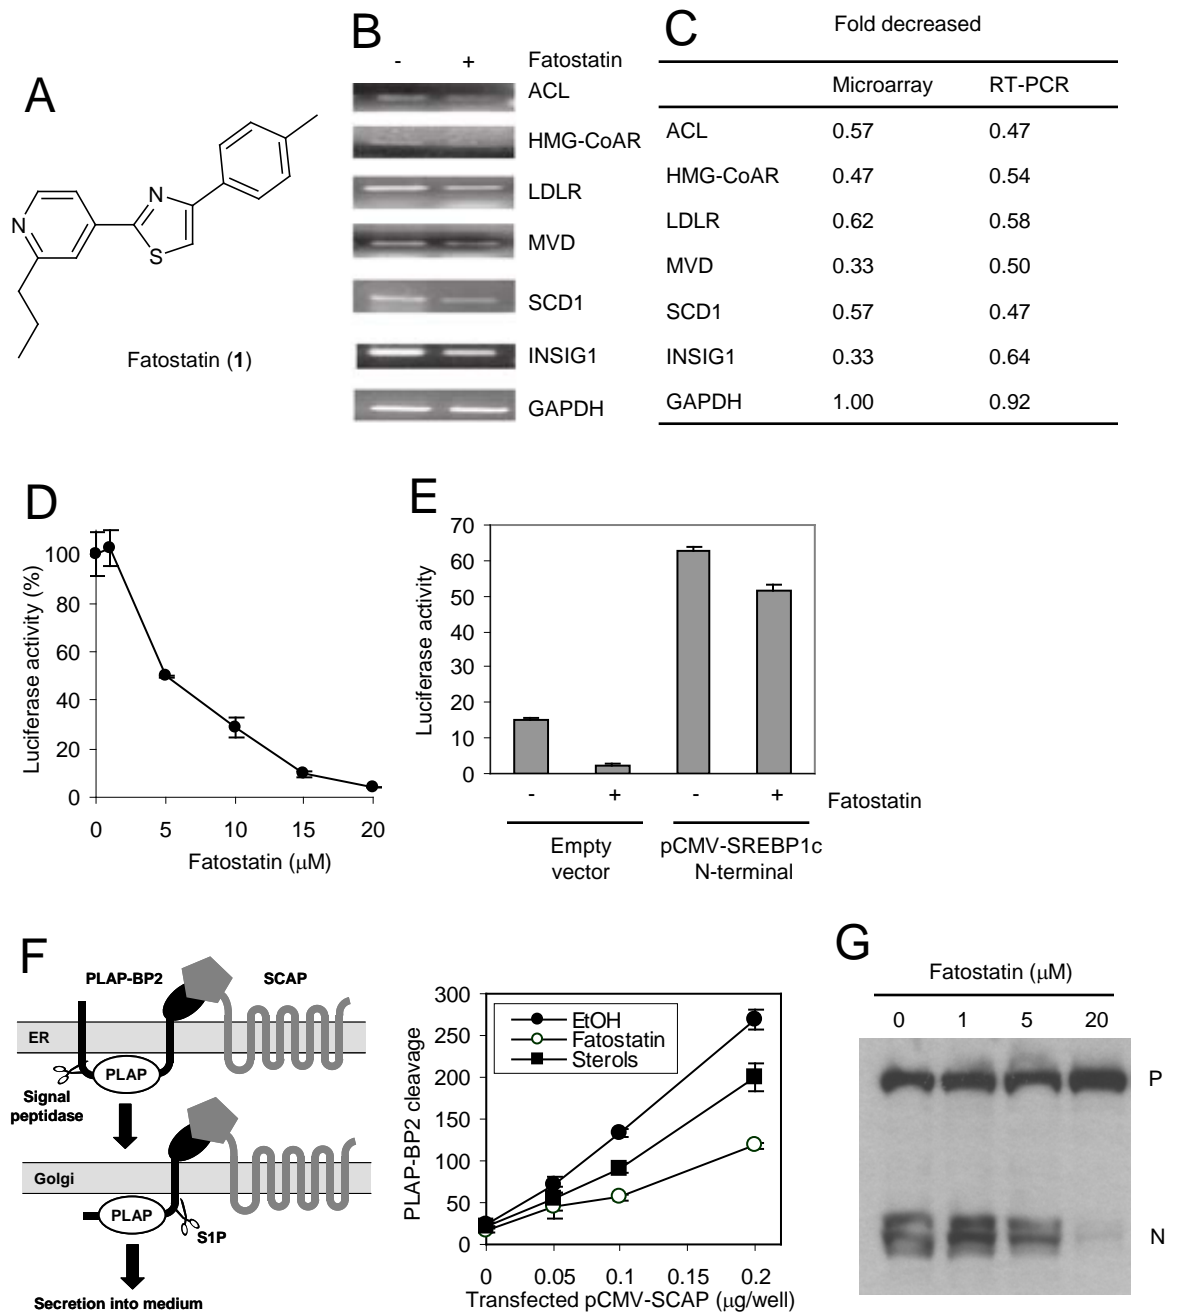 A
N
N
S
Fatostatin (1)
B
- + Fatostatin
ACL
HMG-CoAR
LDLR
MVD
SCD1
INSIG1
GAPDH
C
Fold decreased
Microarray RT-PCR
ACL 0.57 0.47
HMG-CoAR 0.47 0.54
LDLR 0.62 0.58
MVD 0.33 0.50
SCD1 0.57 0.47
INSIG1 0.33 0.64
GAPDH 1.00 0.92
D
Luciferase activity (%)
100
80
60
40
20
0
0 5 10 15 20
Fatostatin (μM)
E
Luciferase activity
70
60
50
40
30
20
10
0
- + - + Fatostatin
Empty
vector
pCMV-SREBP1c
N-terminal
F
PLAP-BP2 SCAP
ER
PLAP
Signal
peptidase
Golgi
PLAP
S1P
Secretion into medium
PLAP-BP2 cleavage
300
250
200
150
100
50
0
EtOH
Fatostatin
Sterols
0 0.05 0.1 0.15 0.2
Transfected pCMV-SCAP (μg/well)
G
Fatostatin (μM)
0 1 5 20
P
N